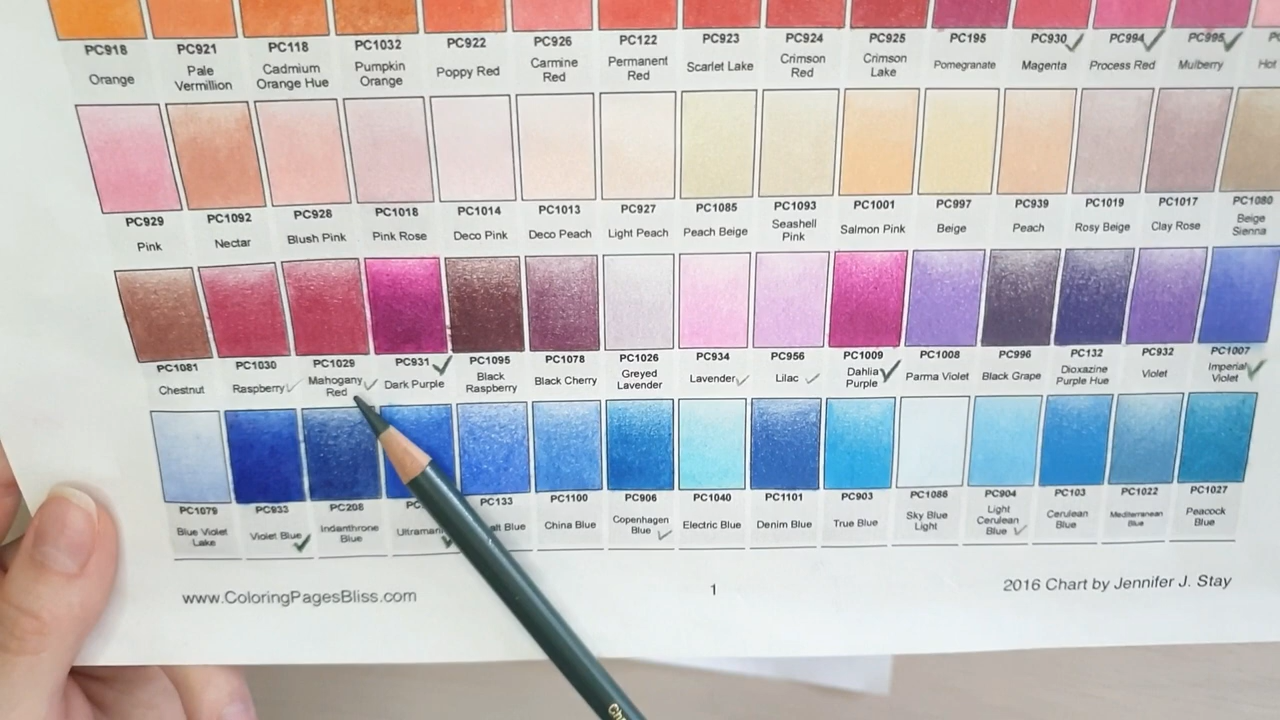 PC918 PC921 PC118 PC1032 PC922 PC926 PC122 PC923 PC924 PC925 PC195 PC930 PC994 PC995
Orange Pale Vermillion Cadmium Orange Hue Pumpkin Orange Poppy Red Carmine Red Permanent Red Scarlet Lake Crimson Red Crimson Lake Pomegranate Magenta Process Red Mulberry Hot
PC929 PC1092 PC928 PC1018 PC1014 PC1013 PC927 PC1085 PC1093 PC1001 PC997 PC939 PC1019 PC1017 PC1080
Pink Nectar Blush Pink Pink Rose Deco Pink Deco Peach Light Peach Peach Beige Seashell Pink Salmon Pink Beige Peach Rosy Beige Clay Rose Beige Sienna
PC1081 PC1030 PC1029 PC931 PC1095 PC1078 PC1026 PC934 PC956 PC1009 PC1008 PC996 PC132 PC932 PC1007
Chestnut Raspberry Mahogany Red Dark Purple Black Raspberry Black Cherry Greyed Lavender Lavender Lilac Dahlia Purple Parma Violet Black Grape Dioxazine Purple Hue Violet Imperial Violet
PC1079 PC933 PC208 PC133 PC1100 PC906 PC1040 PC1101 PC903 PC1086 PC904 PC103 PC1022 PC1027
Blue Violet Lake Violet Blue Indanthrone Blue Blue China Blue Copenhagen Blue Electric Blue Denim Blue True Blue Sky Blue Light Light Cerulean Blue Cerulean Blue Mediterranean Blue Peacock Blue
www.ColoringPagesBliss.com 1 2016 Chart by Jennifer J. Stay